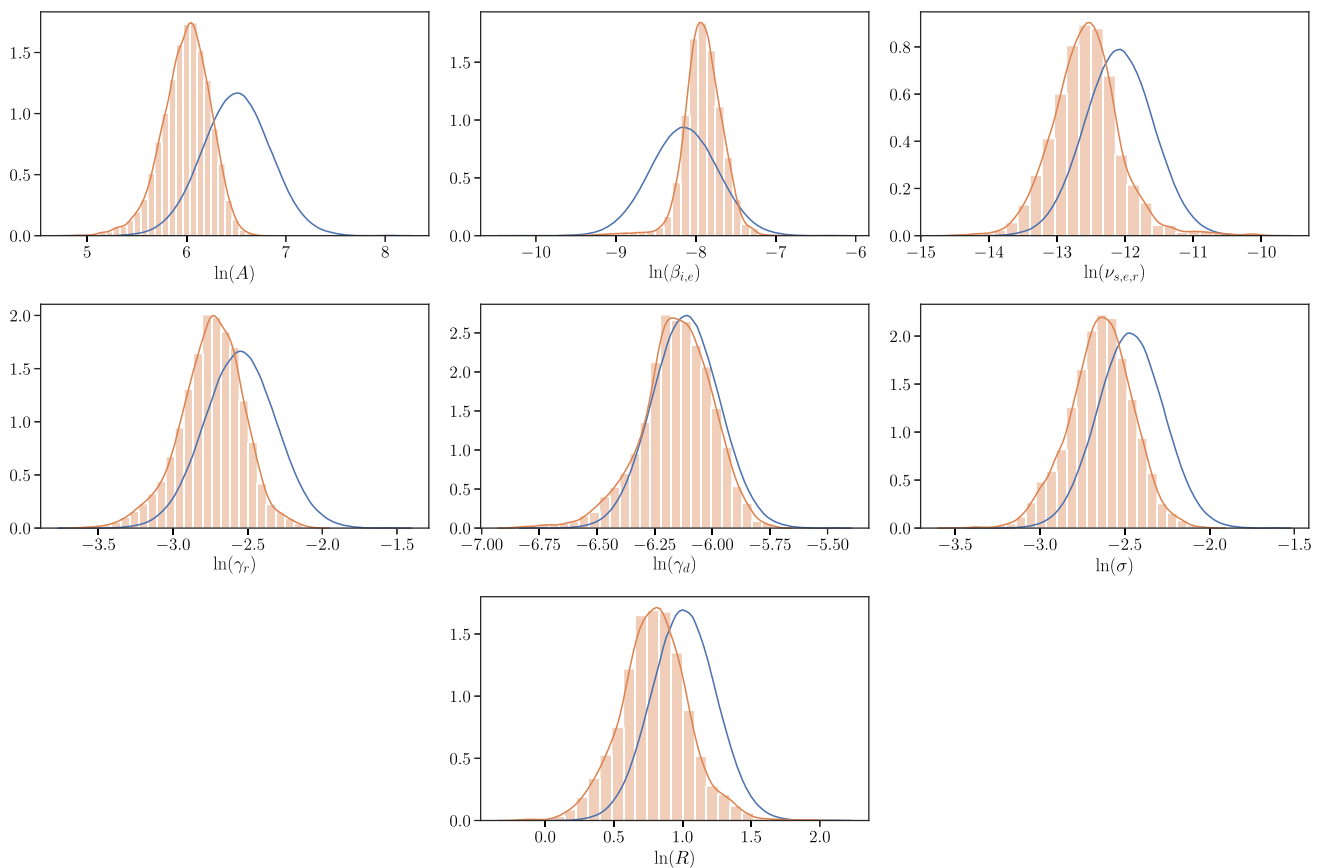 1.5
1.0
0.5
0.0
5 6 7 8
ln(A)
1.5
1.0
0.5
0.0
−10 −9 −8 −7 −6
ln(β_{i,e})
0.8
0.6
0.4
0.2
0.0
−15 −14 −13 −12 −11 −10
ln(ν_{s,e,r})
2.0
1.5
1.0
0.5
0.0
−3.5 −3.0 −2.5 −2.0 −1.5
ln(γ_r)
2.5
2.0
1.5
1.0
0.5
0.0
−7.00 −6.75 −6.50 −6.25 −6.00 −5.75 −5.50
ln(γ_d)
2.0
1.5
1.0
0.5
0.0
−3.5 −3.0 −2.5 −2.0 −1.5
ln(σ)
1.5
1.0
0.5
0.0
0.0 0.5 1.0 1.5 2.0
ln(R)